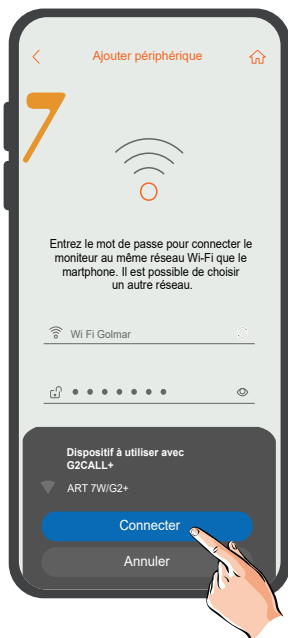 Ajouter périphérique
7
Entrez le mot de passe pour connecter le
moniteur au même réseau Wi-Fi que le
martphone. Il est possible de choisir
un autre réseau.
Wi Fi Golmar
Dispositif à utiliser avec
G2CALL+
ART 7W/G2+
Connecter
Annuler